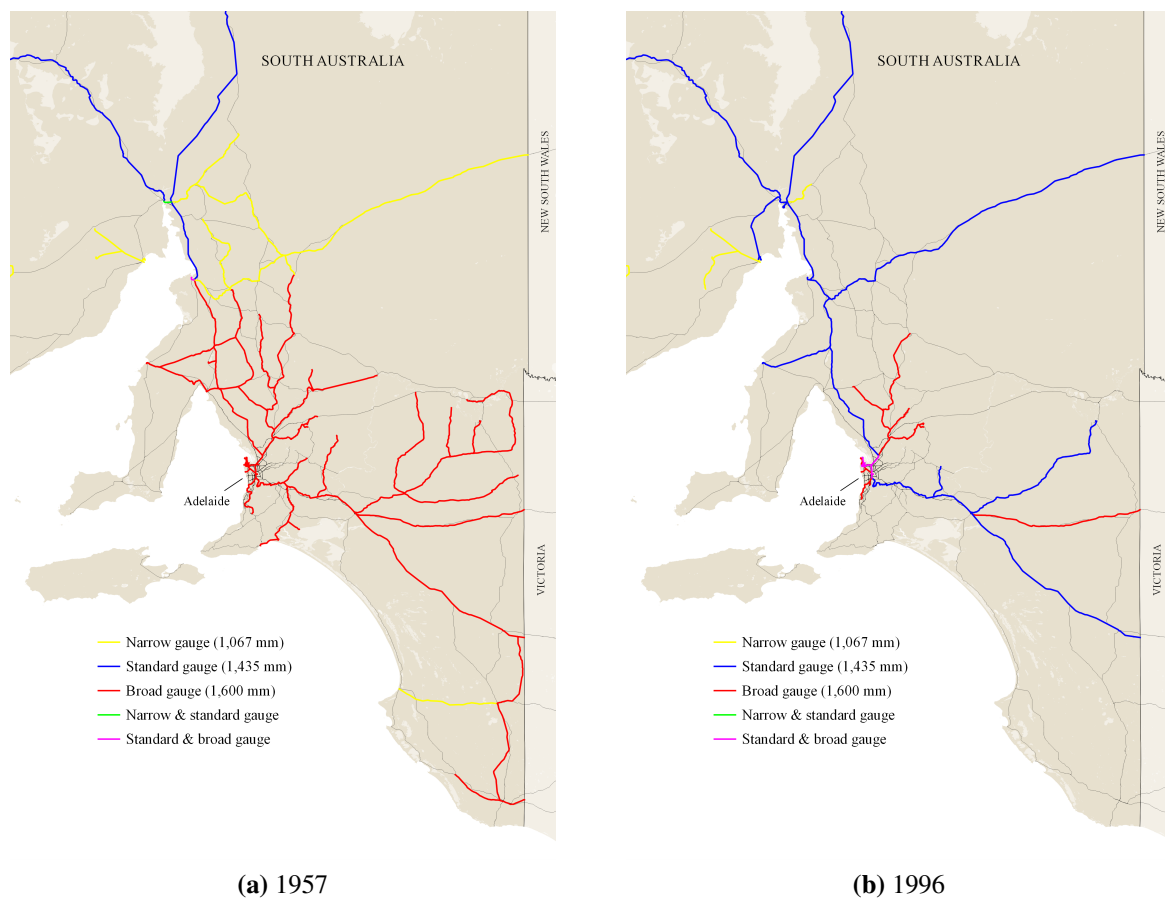 SOUTH AUSTRALIA
NEW SOUTH WALES
Adelaide
VICTORIA
Narrow gauge (1,067 mm)
Standard gauge (1,435 mm)
Broad gauge (1,600 mm)
Narrow & standard gauge
Standard & broad gauge
(a) 1957
SOUTH AUSTRALIA
NEW SOUTH WALES
Adelaide
VICTORIA
Narrow gauge (1,067 mm)
Standard gauge (1,435 mm)
Broad gauge (1,600 mm)
Narrow & standard gauge
Standard & broad gauge
(b) 1996